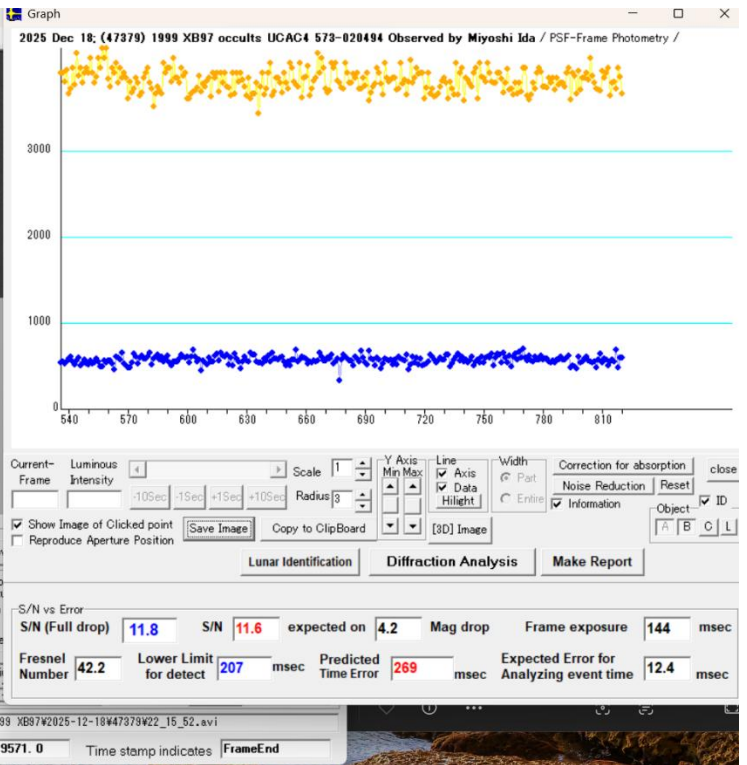 Graph
2025 Dec 18; (47379) 1999 XB97 occults UCAC4 573-020494 Observed by Miyoshi Ida / PSF-Frame Photometry /
3000
2000
1000
0
540 570 600 630 660 690 720 750 780 810
Current-Frame
Luminous Intensity
-10Sec -1Sec +1Sec +10Sec
Scale 1
Radius 3
Y Axis
Min Max
Line
Axis
Data
Hilight
Width
Part
Entire
Correction for absorption
close
Noise Reduction
Reset
Information
ID
Object
A B C L
Show Image of Clicked point
Reproduce Aperture Position
Save Image
Copy to ClipBoard
[3D] Image
Lunar Identification
Diffraction Analysis
Make Report
S/N vs Error
S/N (Full drop) 11.8 S/N 11.6 expected on 4.2 Mag drop Frame exposure 144 msec
Fresnel Number 42.2 Lower Limit for detect 207 msec Predicted Time Error 269 msec Expected Error for Analyzing event time 12.4 msec
99 XB97¥2025-12-18¥47379¥22_15_52.avi
9571.0 Time stamp indicates FrameEnd